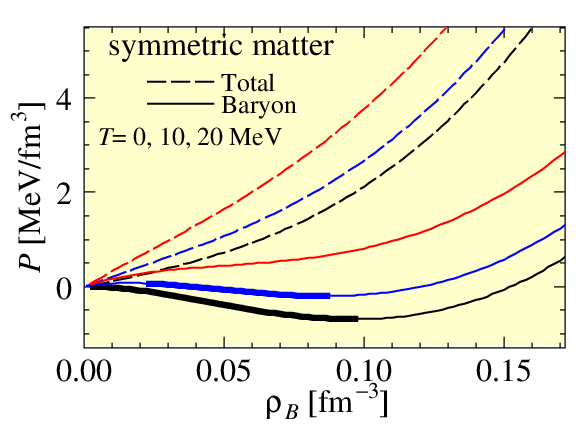 symmetric matter
Total
Baryon
T= 0, 10, 20 MeV
P [MeV/fm³]
4
2
0
0.00 0.05 0.10 0.15
ρB [fm⁻³]